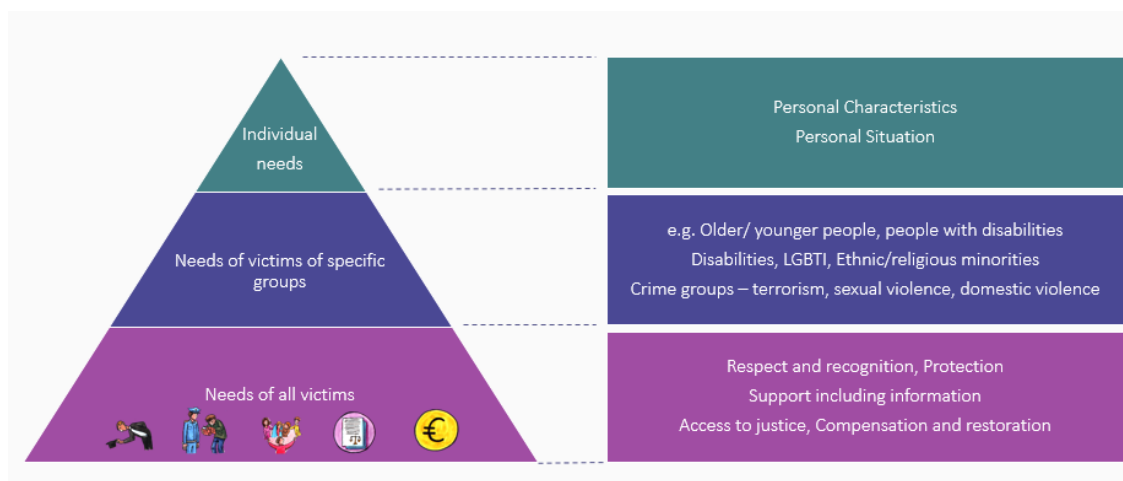 Individual
needs
Personal Characteristics
Personal Situation
Needs of victims of specific
groups
e.g. Older/ younger people, people with disabilities
Disabilities, LGBTI, Ethnic/religious minorities
Crime groups – terrorism, sexual violence, domestic violence
Needs of all victims
€
Respect and recognition, Protection
Support including information
Access to justice, Compensation and restoration